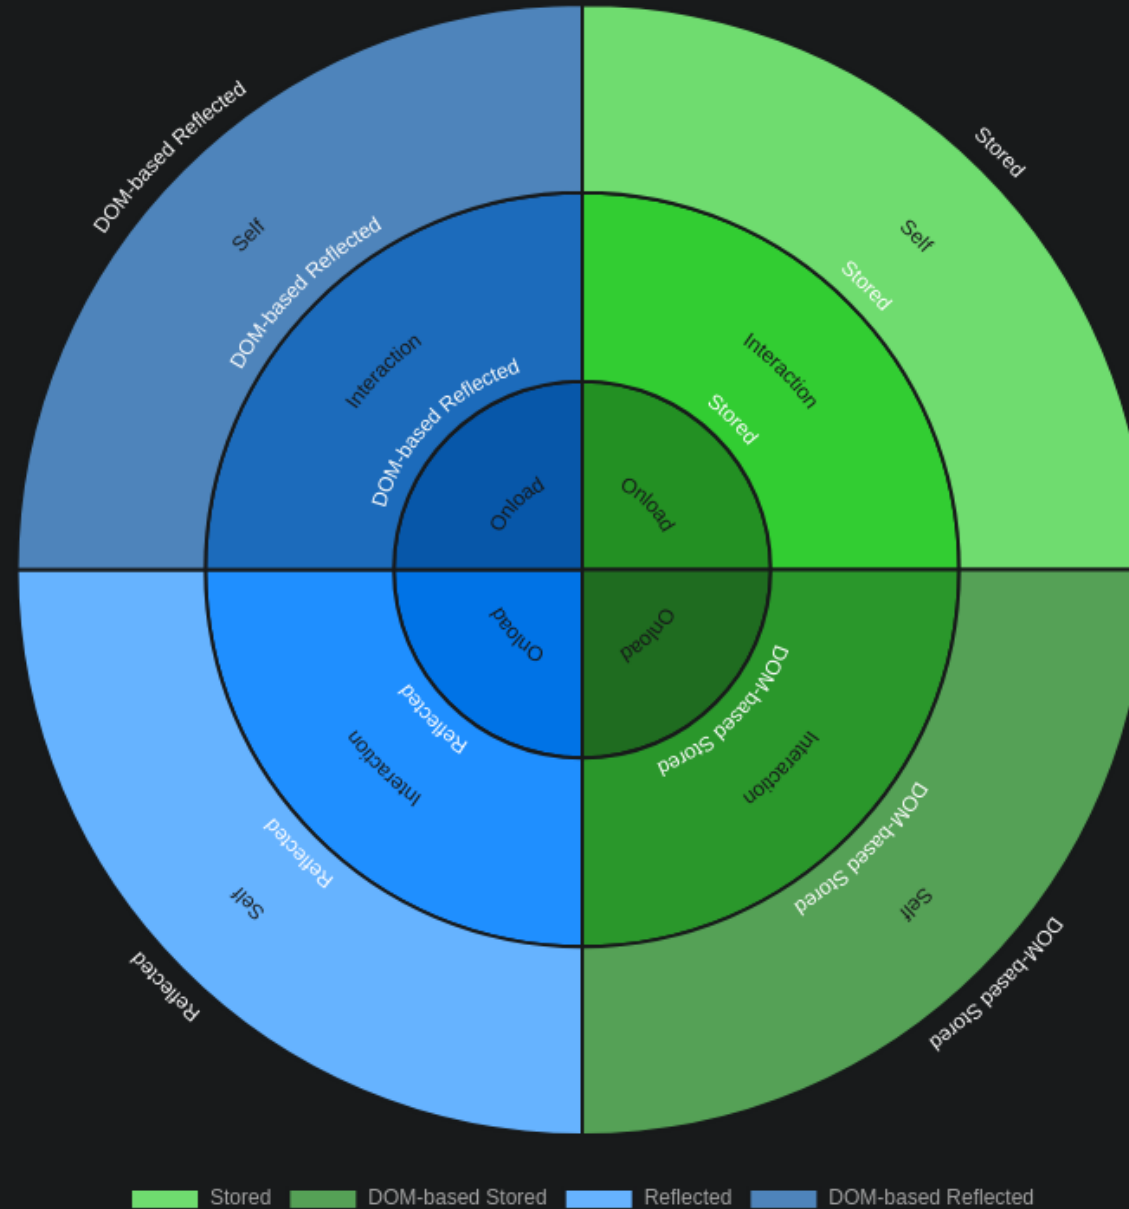 DOM-based Reflected
Stored
Self
Self
DOM-based Reflected
Stored
Interaction
Interaction
DOM-based Reflected
Stored
Onload
Onload
Onload
Onload
Reflected
DOM-based Stored
Interaction
Interaction
Reflected
DOM-based Stored
Self
Self
Reflected
DOM-based Stored
Stored DOM-based Stored Reflected DOM-based Reflected